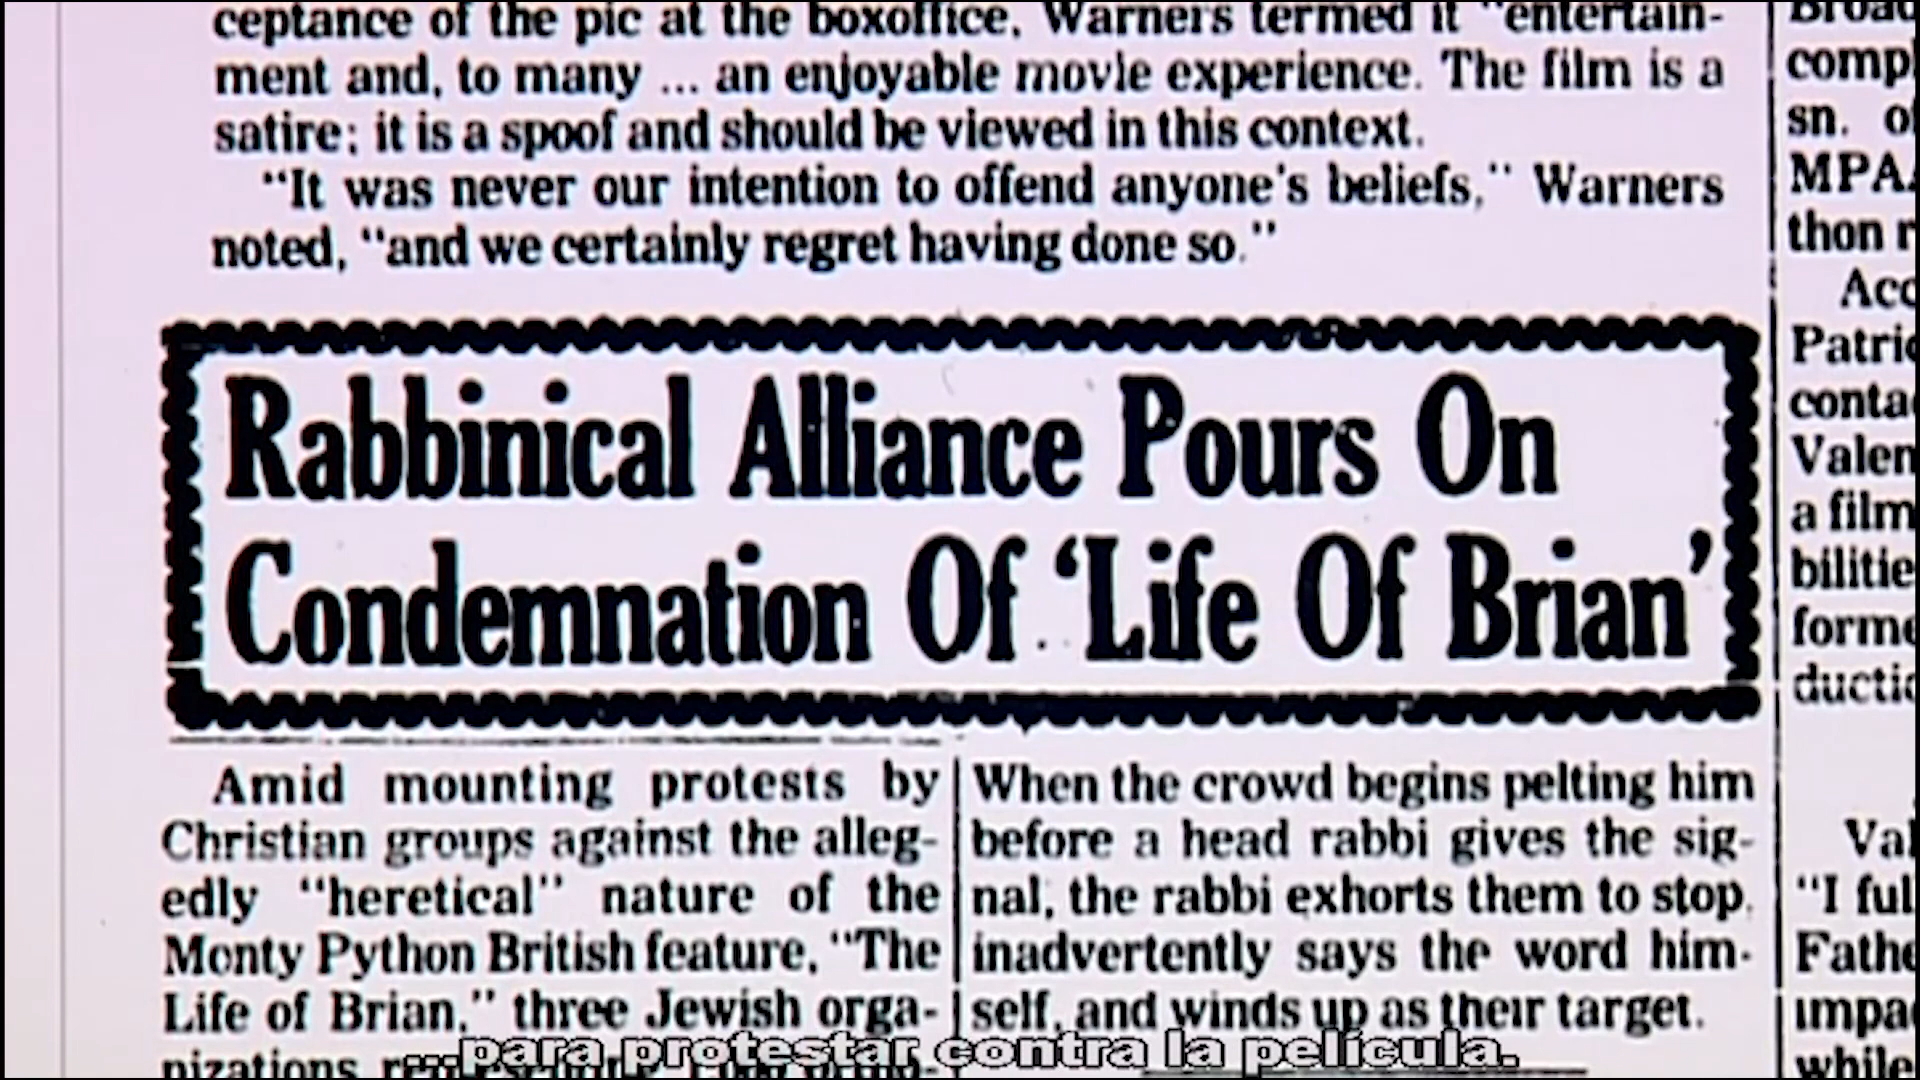 ceptance of the pic at the boxoffice, Warners termed it "entertain-
ment and, to many ... an enjoyable movie experience. The film is a
satire; it is a spoof and should be viewed in this context.
"It was never our intention to offend anyone's beliefs," Warners
noted, "and we certainly regret having done so."
Rabbinical Alliance Pours On
Condemnation Of 'Life Of Brian'
Amid mounting protests by
Christian groups against the alleg-
edly "heretical" nature of the
Monty Python British feature, "The
Life of Brian," three Jewish orga-
nizations
When the crowd begins pelting him
before a head rabbi gives the sig-
nal, the rabbi exhorts them to stop,
inadvertently says the word him-
self, and winds up as their target.
comp
sn. o
MPA
thon r
Acc
Patric
conta
Valen
a film
bilitie
forme
ductio
Val
"I ful
Fathe
impa
while
...para protestar contra la película.